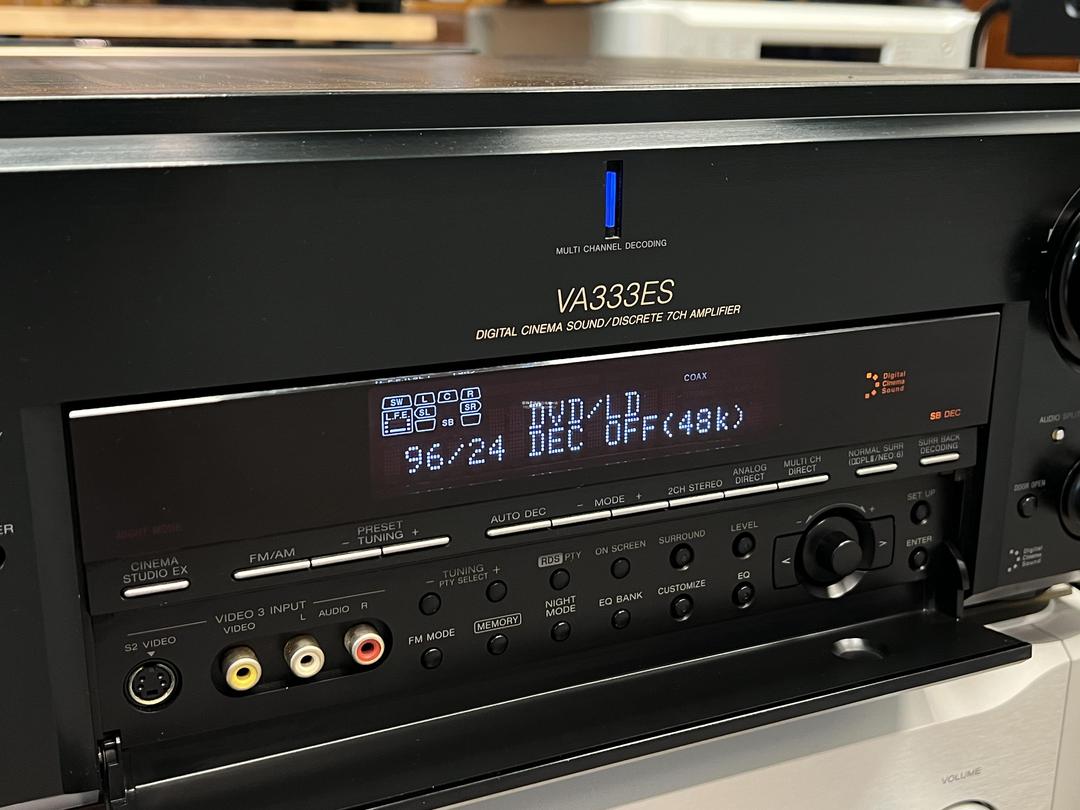 MULTI CHANNEL DECODING
VA333ES
DIGITAL CINEMA SOUND/DISCRETE 7CH AMPLIFIER
COAX
SW L C R
L.F.E SL SB SR
DVD/LD
96/24 DEC OFF(48k)
Digital
Cinema
Sound
SB DEC
NIGHT MODE
AUDIO
DOOR OPEN
Digital
Cinema
Sound
CINEMA
STUDIO EX
FM/AM
PRESET
– TUNING +
AUTO DEC
– MODE +
2CH STEREO
ANALOG
DIRECT
MULTI CH
DIRECT
NORMAL SURR
SURR BACK
DECODING
– TUNING +
PTY SELECT
RDS PTY
ON SCREEN
SURROUND
LEVEL
– +
< >
SET UP
ENTER
VIDEO 3 INPUT
S2 VIDEO
VIDEO
L AUDIO R
FM MODE
MEMORY
NIGHT
MODE
EQ BANK
CUSTOMIZE
EQ
VOLUME